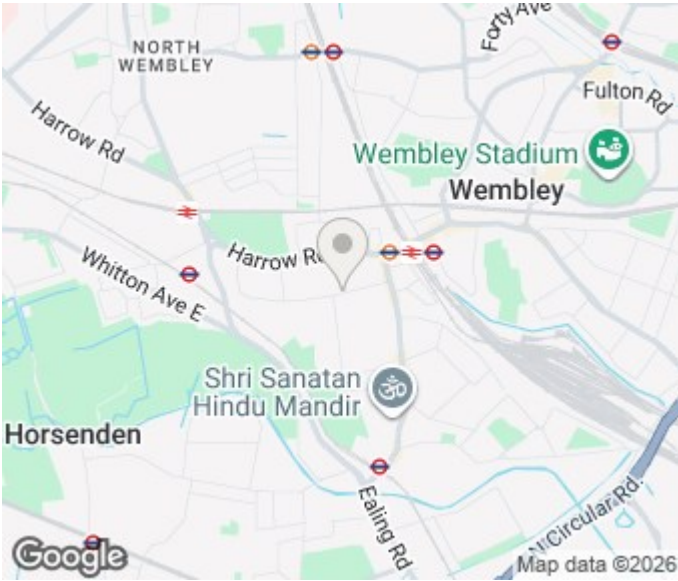 NORTH
WEMBLEY
Forty Ave
Fulton Rd
Harrow Rd
Wembley Stadium
Wembley
Harrow Rd
Whitton Ave E
Shri Sanatan
Hindu Mandir
ॐ
Horsenden
Ealing Rd
N Circular Rd.
Google
Map data ©2026